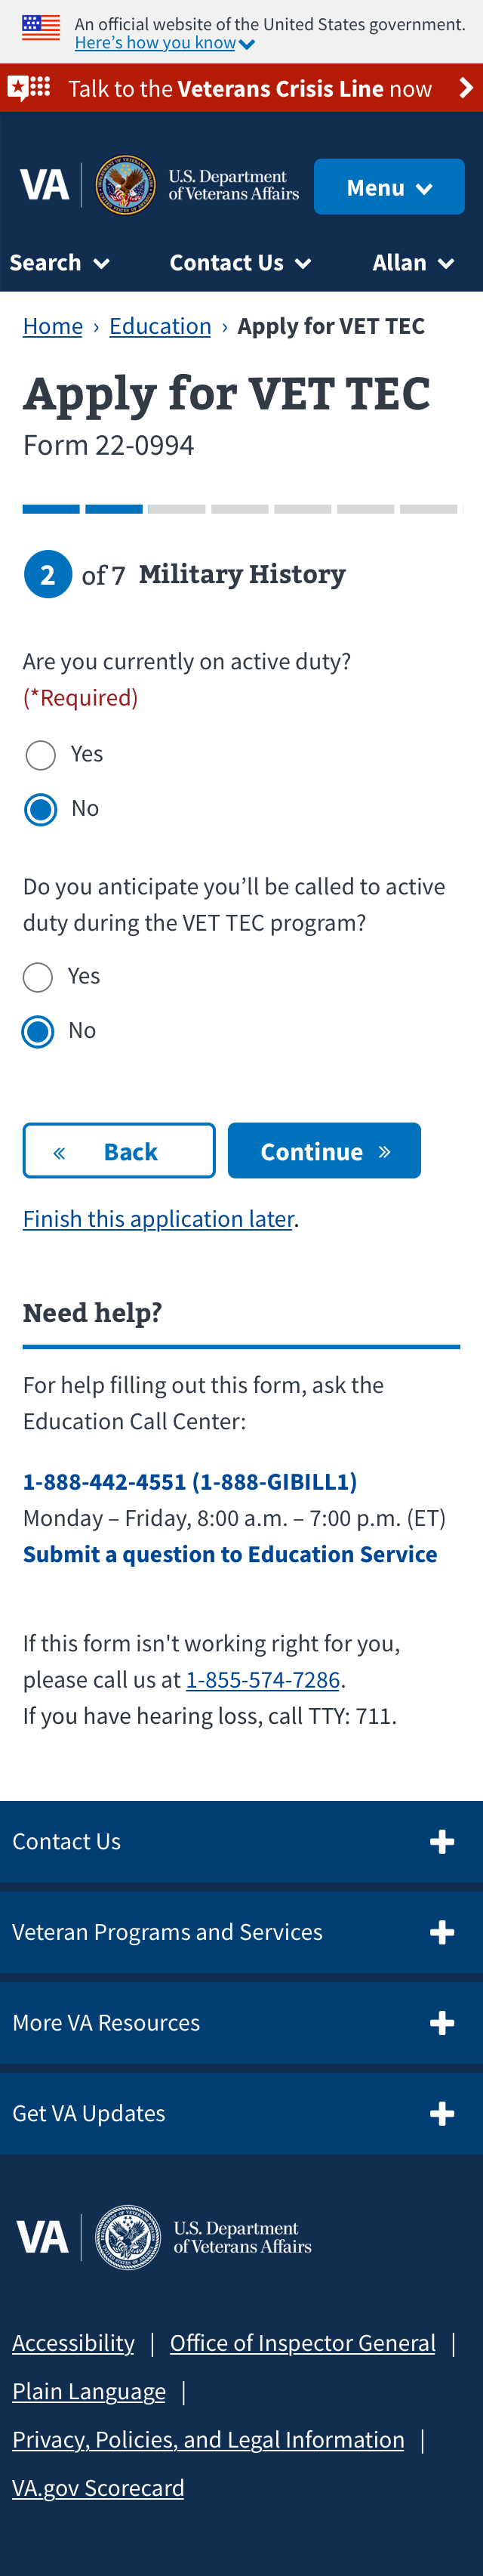 An official website of the United States government.
Here's how you know
Talk to the Veterans Crisis Line now
VA
U.S. Department
of Veterans Affairs
Menu
Search
Contact Us
Allan
Home › Education › Apply for VET TEC
Apply for VET TEC
Form 22-0994
2 of 7 Military History
Are you currently on active duty?
(*Required)
Yes
No
Do you anticipate you’ll be called to active
duty during the VET TEC program?
Yes
No
« Back
Continue »
Finish this application later.
Need help?
For help filling out this form, ask the
Education Call Center:
1-888-442-4551 (1-888-GIBILL1)
Monday – Friday, 8:00 a.m. – 7:00 p.m. (ET)
Submit a question to Education Service
If this form isn't working right for you,
please call us at 1-855-574-7286.
If you have hearing loss, call TTY: 711.
Contact Us
Veteran Programs and Services
More VA Resources
Get VA Updates
VA
U.S. Department
of Veterans Affairs
Accessibility | Office of Inspector General |
Plain Language |
Privacy, Policies, and Legal Information |
VA.gov Scorecard